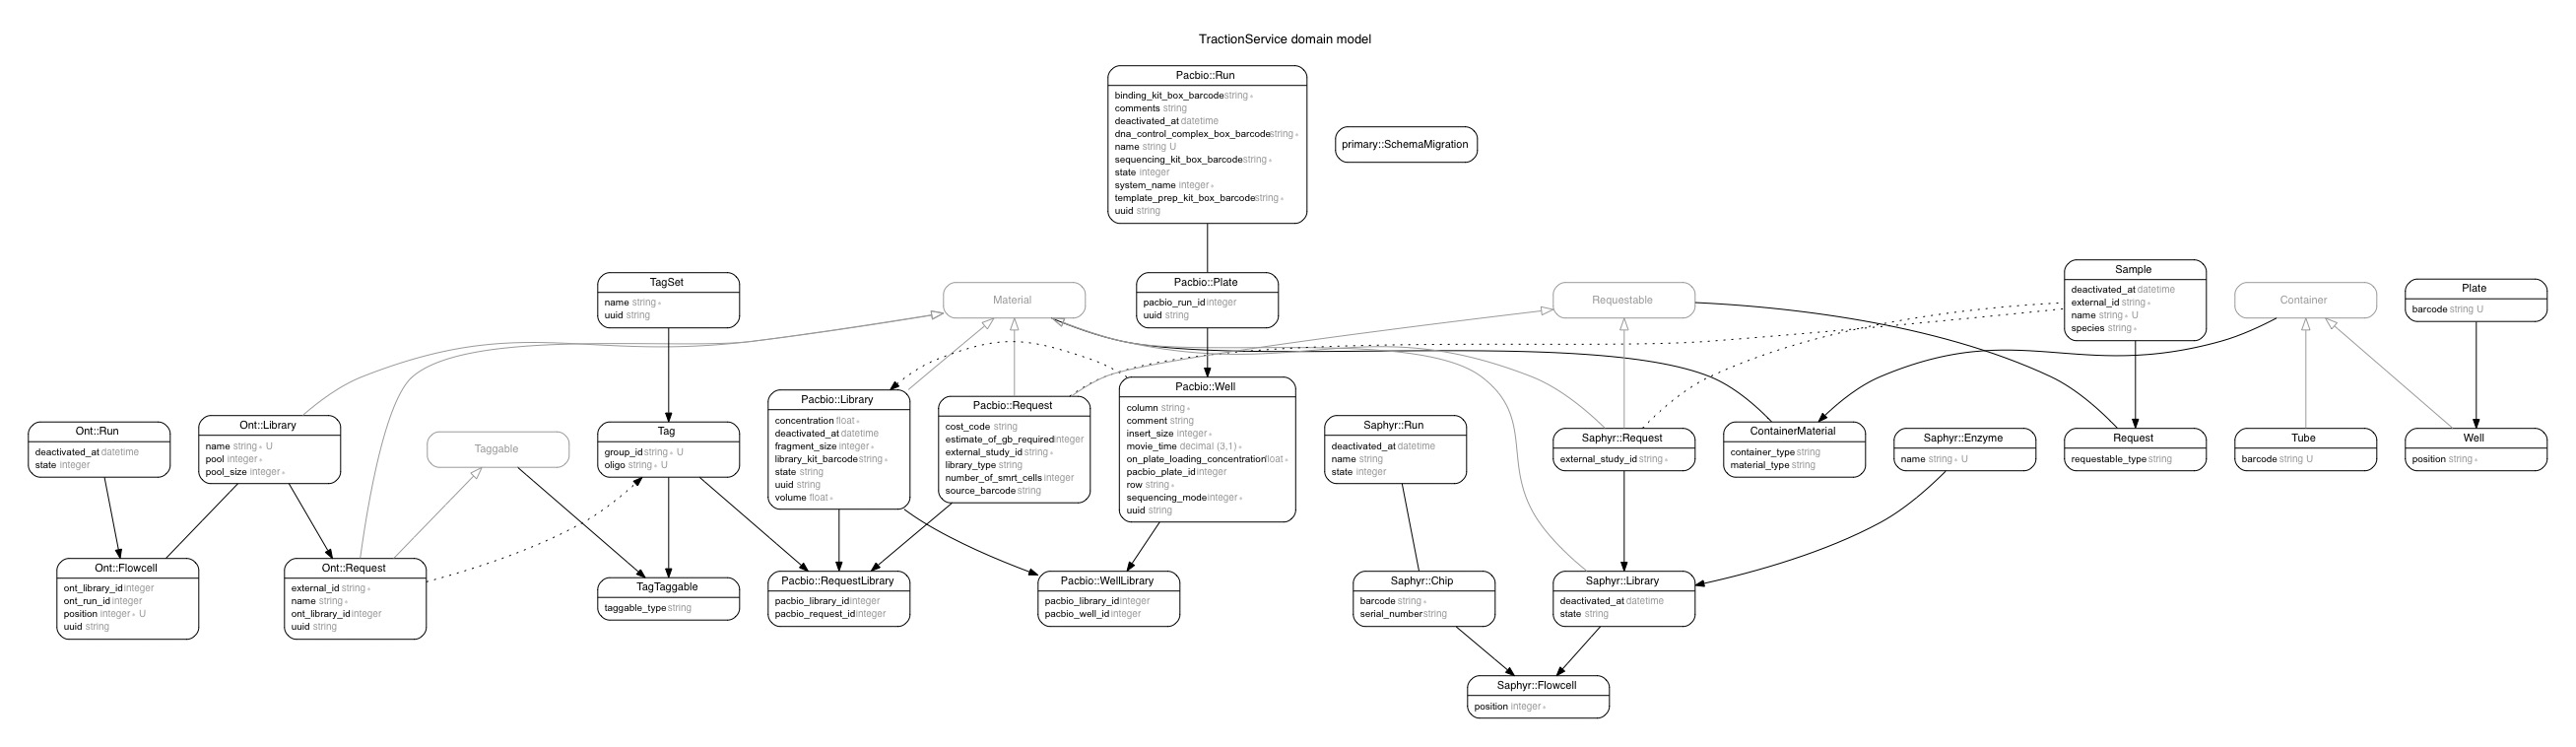 TractionService domain model
Pacbio::Run
binding_kit_box_barcode string *
comments string
deactivated_at datetime
dna_control_complex_box_barcode string *
name string U
sequencing_kit_box_barcode string *
state integer
system_name integer *
template_prep_kit_box_barcode string *
uuid string
primary::SchemaMigration
TagSet
name string *
uuid string
Material
Pacbio::Plate
pacbio_run_id integer
uuid string
Requestable
Sample
deactivated_at datetime
external_id string *
name string * U
species string *
Container
Plate
barcode string U
Ont::Run
deactivated_at datetime
state integer
Ont::Library
name string * U
pool integer *
pool_size integer *
Taggable
Tag
group_id string * U
oligo string * U
Pacbio::Library
concentration float *
deactivated_at datetime
fragment_size integer *
library_kit_barcode string *
state string
uuid string
volume float *
Pacbio::Request
cost_code string
estimate_of_gb_required integer
external_study_id string *
library_type string
number_of_smrt_cells integer
source_barcode string
Pacbio::Well
column string *
comment string
insert_size integer *
movie_time decimal (3,1) *
on_plate_loading_concentration float *
pacbio_plate_id integer
row string *
sequencing_mode integer *
uuid string
Saphyr::Run
deactivated_at datetime
name string
state integer
Saphyr::Request
external_study_id string *
ContainerMaterial
container_type string
material_type string
Saphyr::Enzyme
name string * U
Request
requestable_type string
Tube
barcode string U
Well
position string *
Ont::Flowcell
ont_library_id integer
ont_run_id integer
position integer * U
uuid string
Ont::Request
external_id string *
name string *
ont_library_id integer
uuid string
TagTaggable
taggable_type string
Pacbio::RequestLibrary
pacbio_library_id integer
pacbio_request_id integer
Pacbio::WellLibrary
pacbio_library_id integer
pacbio_well_id integer
Saphyr::Chip
barcode string *
serial_number string
Saphyr::Library
deactivated_at datetime
state string
Saphyr::Flowcell
position integer *